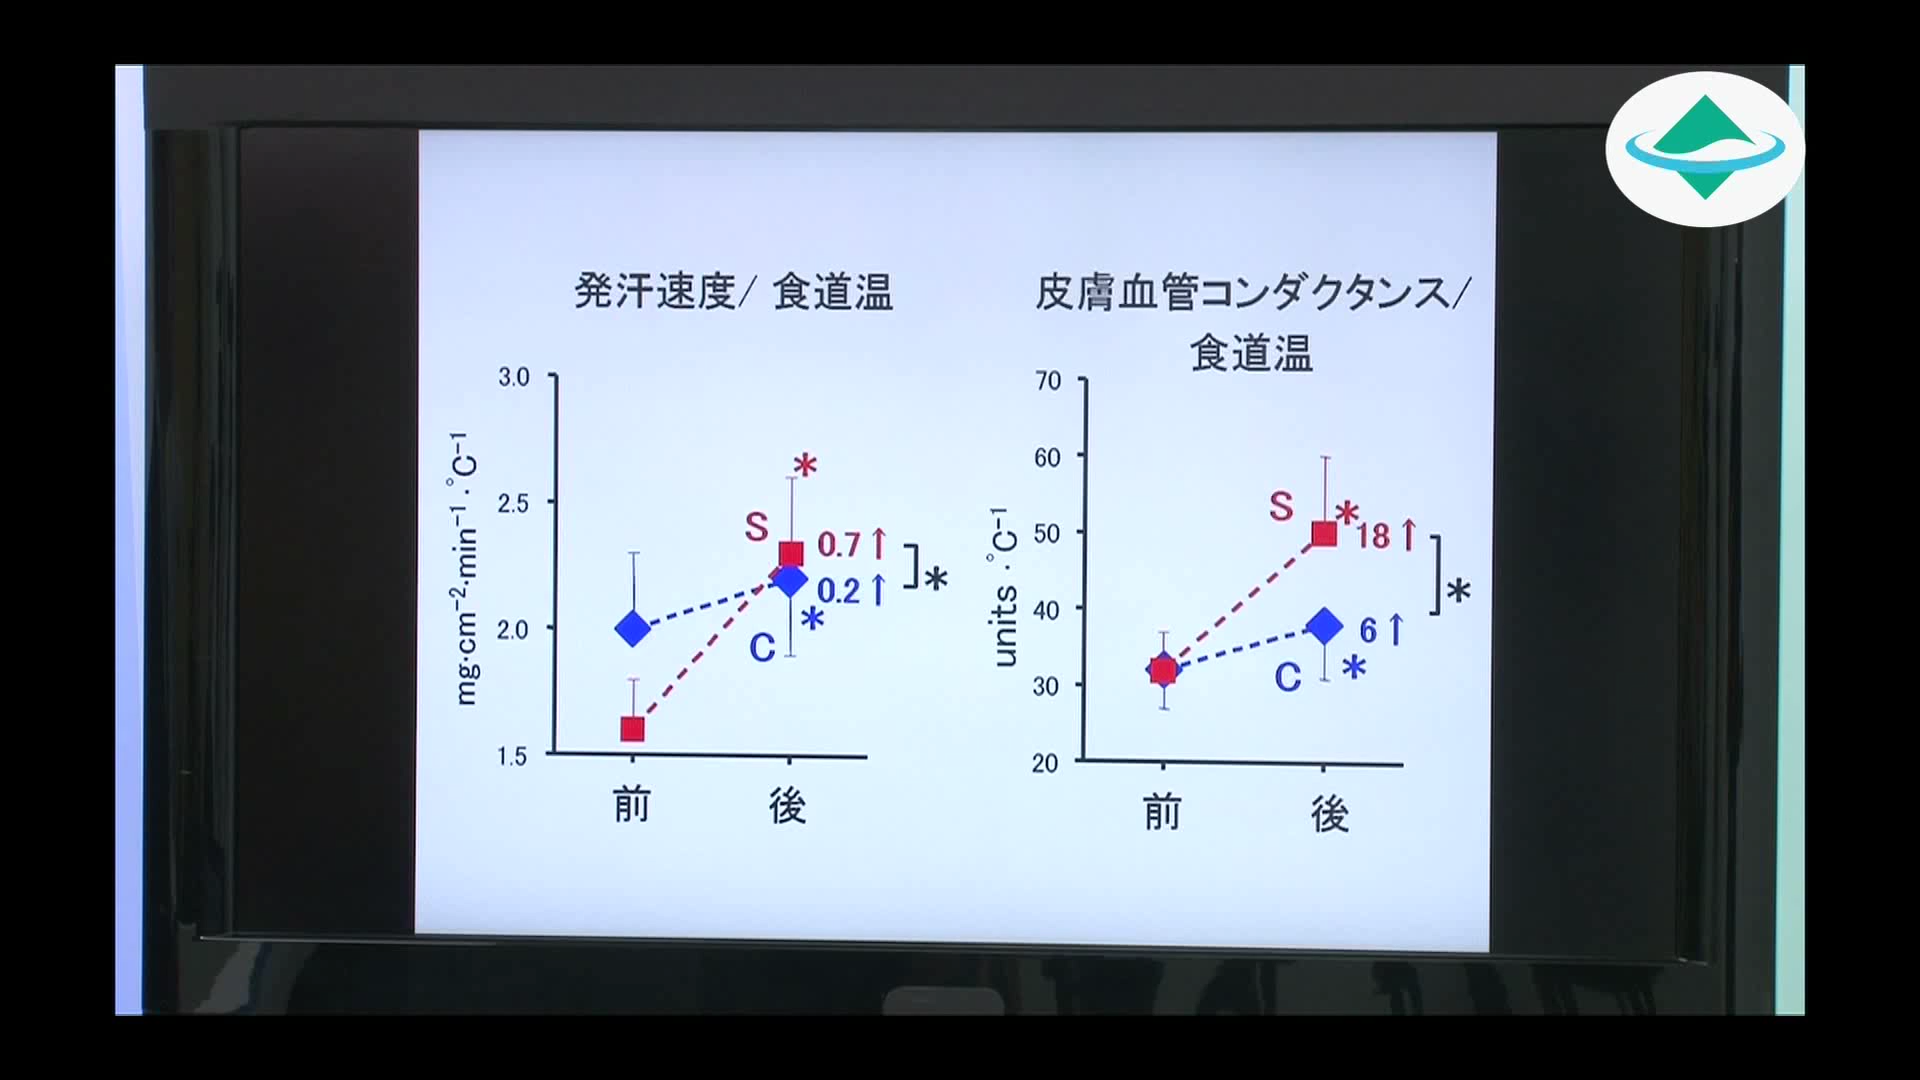 発汗速度/ 食道温
mg·cm⁻²·min⁻¹·℃⁻¹
3.0
2.5
2.0
1.5
*
S
0.7↑
0.2↑
*
C
*
前
後
皮膚血管コンダクタンス/
食道温
units ·℃⁻¹
70
60
50
40
30
20
S
*
18↑
6↑
*
C
*
前
後